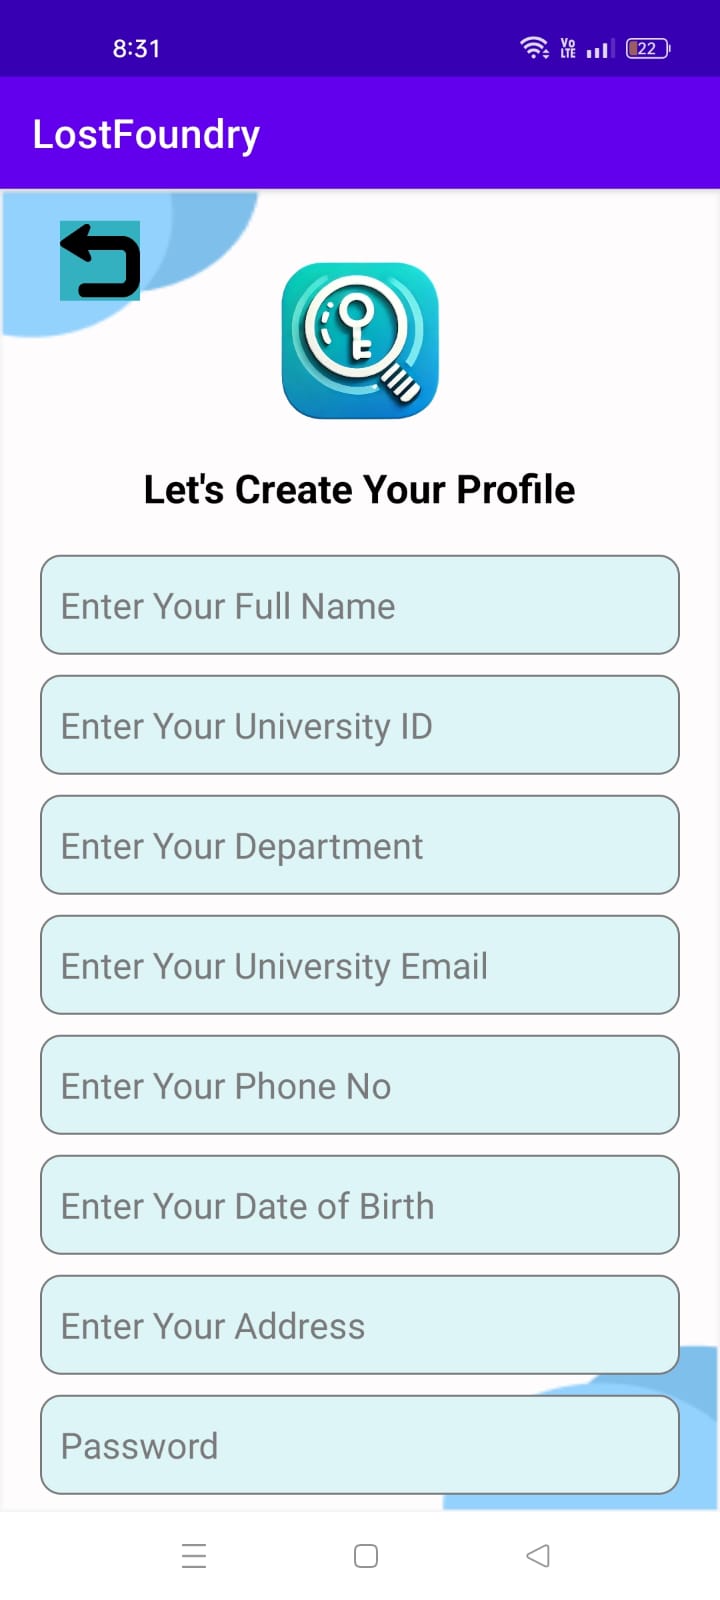 8:31
Vo LTE 22
LostFoundry
Let's Create Your Profile
Enter Your Full Name
Enter Your University ID
Enter Your Department
Enter Your University Email
Enter Your Phone No
Enter Your Date of Birth
Enter Your Address
Password